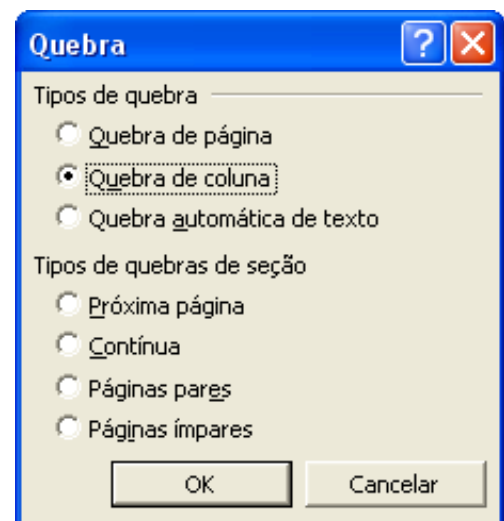 Quebra
Tipos de quebra
Quebra de página
Quebra de coluna
Quebra automática de texto
Tipos de quebras de seção
Próxima página
Contínua
Páginas pares
Páginas ímpares
OK Cancelar